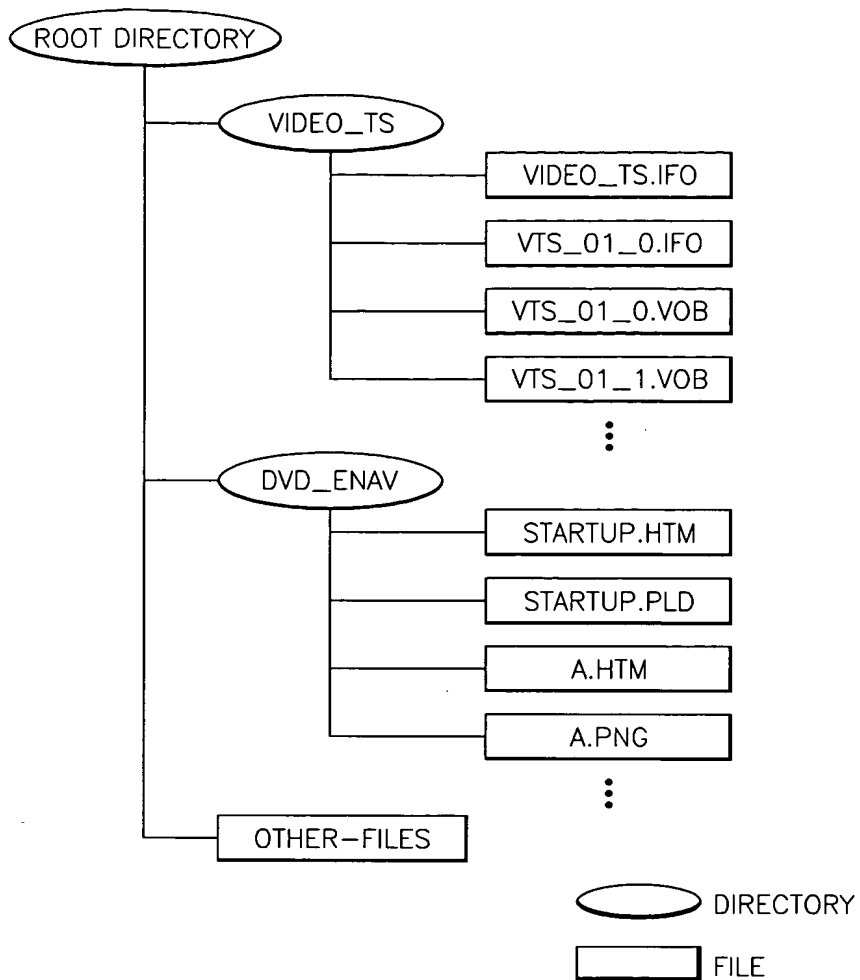 ROOT DIRECTORY
VIDEO_TS
VIDEO_TS.IFO
VTS_01_0.IFO
VTS_01_0.VOB
VTS_01_1.VOB
DVD_ENAV
STARTUP.HTM
STARTUP.PLD
A.HTM
A.PNG
OTHER-FILES
DIRECTORY
FILE